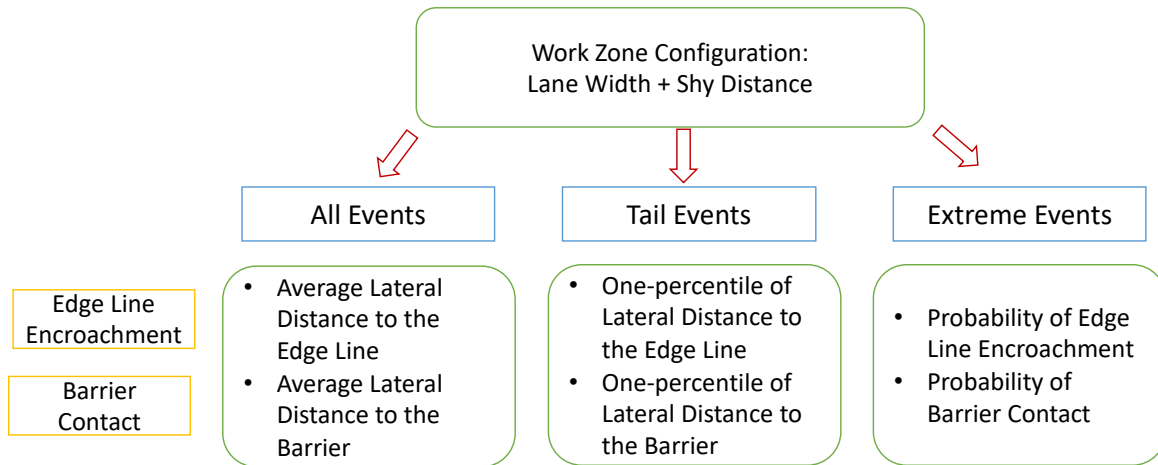 Work Zone Configuration:
Lane Width + Shy Distance
All Events
Tail Events
Extreme Events
Edge Line
Encroachment
Barrier
Contact
• Average Lateral
Distance to the
Edge Line
• Average Lateral
Distance to the
Barrier
• One-percentile of
Lateral Distance to
the Edge Line
• One-percentile of
Lateral Distance to
the Barrier
• Probability of Edge
Line Encroachment
• Probability of
Barrier Contact